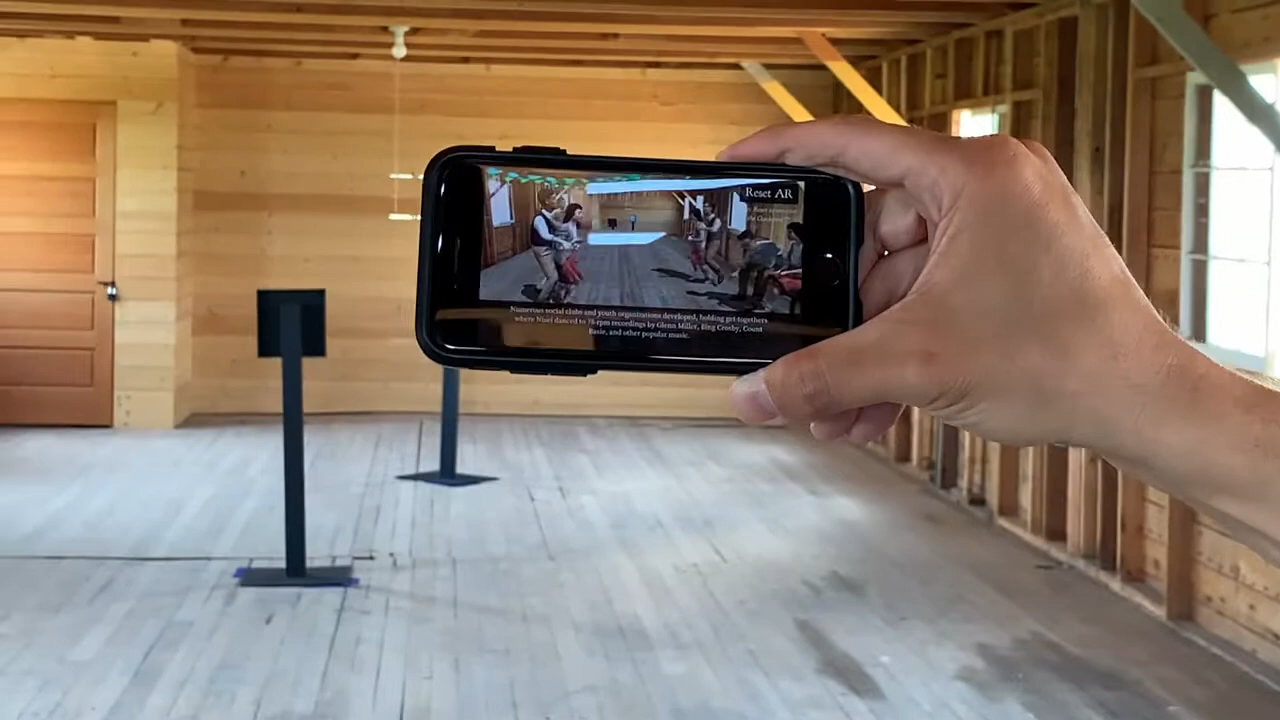 Reset AR
Numerous social clubs and youth organizations developed, holding get-togethers
where Nisei danced to 78-rpm recordings by Glenn Miller, Bing Crosby, Count
Basie, and other popular music.